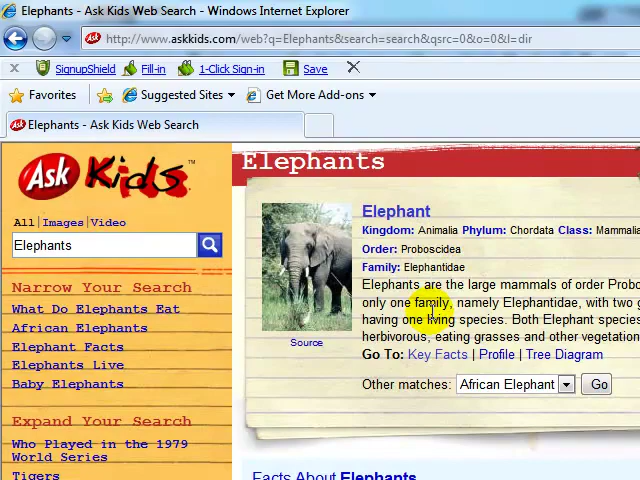 Elephants - Ask Kids Web Search - Windows Internet Explorer
http://www.askkids.com/web?q=Elephants&search=search&qsrc=0&o=0&l=dir
x SignupShield Fill-in 1-Click Sign-in Save
Favorites Suggested Sites Get More Add-ons
Elephants - Ask Kids Web Search
Ask Kids™
Elephants
All|Images|Video
Elephants
Elephant
Kingdom: Animalia Phylum: Chordata Class: Mammalia
Order: Proboscidea
Family: Elephantidae
Elephants are the large mammals of order Probo
only one family, namely Elephantidae, with two g
having one living species. Both Elephant species
herbivorous, eating grasses and other vegetation
Go To: Key Facts | Profile | Tree Diagram
Source
Other matches: African Elephant Go
Narrow Your Search
What Do Elephants Eat
African Elephants
Elephant Facts
Elephants Live
Baby Elephants
Expand Your Search
Who Played in the 1979
World Series
Tigers
Facts About Elephants